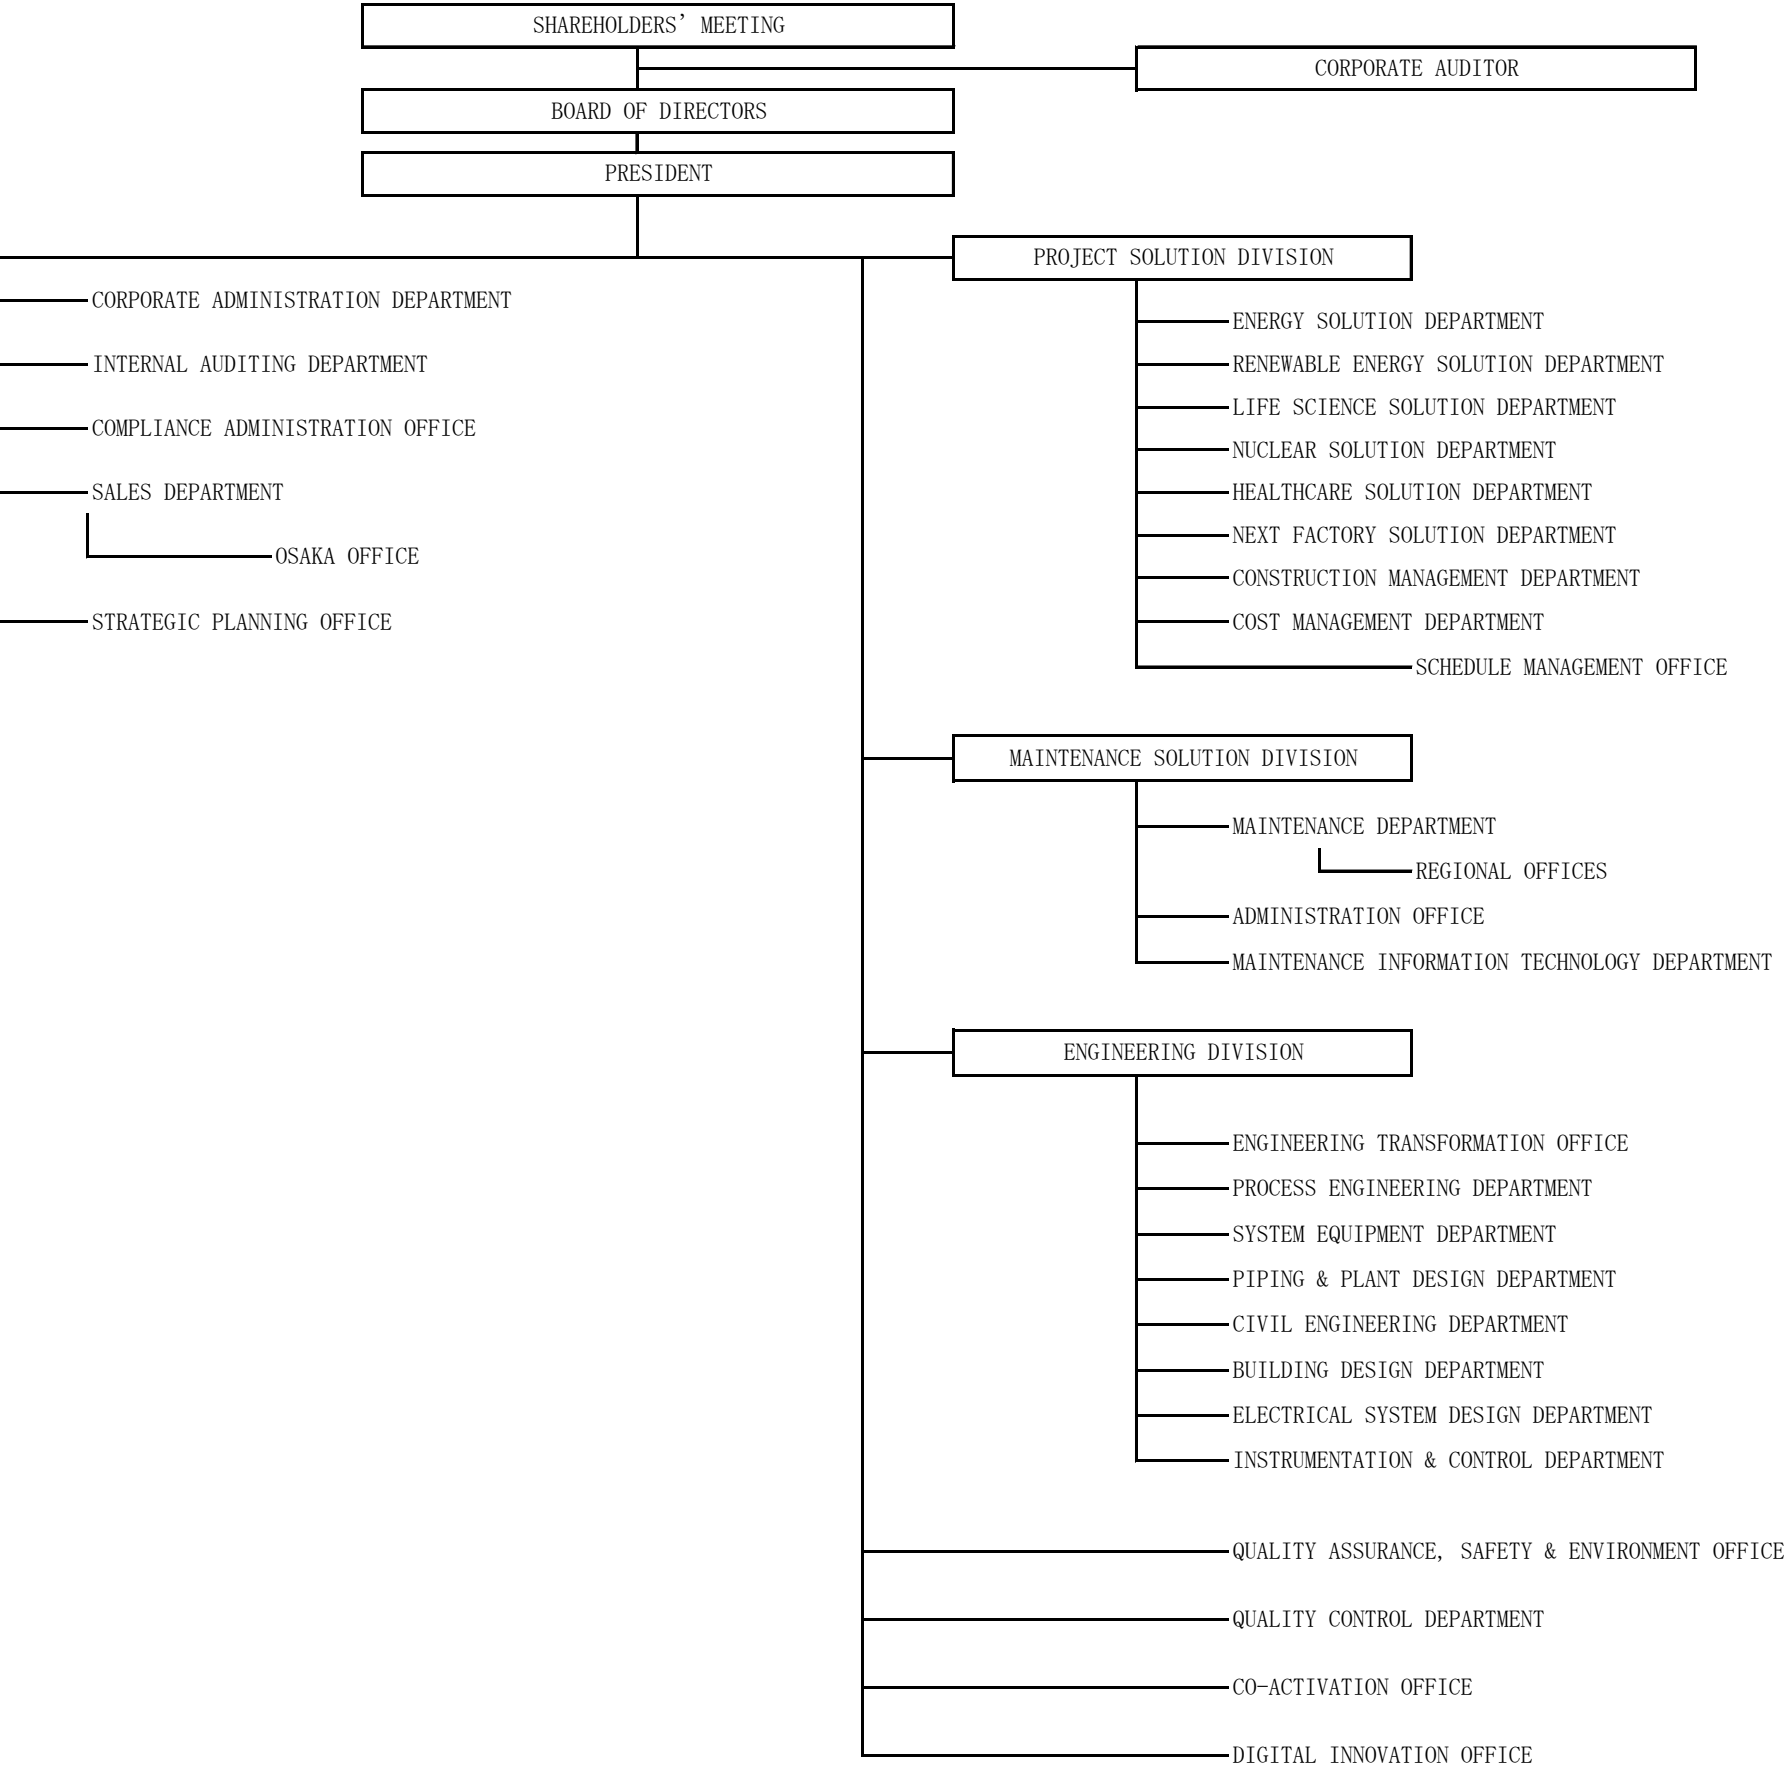 SHAREHOLDERS’ MEETING
CORPORATE AUDITOR
BOARD OF DIRECTORS
PRESIDENT
CORPORATE ADMINISTRATION DEPARTMENT
INTERNAL AUDITING DEPARTMENT
COMPLIANCE ADMINISTRATION OFFICE
SALES DEPARTMENT
OSAKA OFFICE
STRATEGIC PLANNING OFFICE
PROJECT SOLUTION DIVISION
ENERGY SOLUTION DEPARTMENT
RENEWABLE ENERGY SOLUTION DEPARTMENT
LIFE SCIENCE SOLUTION DEPARTMENT
NUCLEAR SOLUTION DEPARTMENT
HEALTHCARE SOLUTION DEPARTMENT
NEXT FACTORY SOLUTION DEPARTMENT
CONSTRUCTION MANAGEMENT DEPARTMENT
COST MANAGEMENT DEPARTMENT
SCHEDULE MANAGEMENT OFFICE
MAINTENANCE SOLUTION DIVISION
MAINTENANCE DEPARTMENT
REGIONAL OFFICES
ADMINISTRATION OFFICE
MAINTENANCE INFORMATION TECHNOLOGY DEPARTMENT
ENGINEERING DIVISION
ENGINEERING TRANSFORMATION OFFICE
PROCESS ENGINEERING DEPARTMENT
SYSTEM EQUIPMENT DEPARTMENT
PIPING & PLANT DESIGN DEPARTMENT
CIVIL ENGINEERING DEPARTMENT
BUILDING DESIGN DEPARTMENT
ELECTRICAL SYSTEM DESIGN DEPARTMENT
INSTRUMENTATION & CONTROL DEPARTMENT
QUALITY ASSURANCE, SAFETY & ENVIRONMENT OFFICE
QUALITY CONTROL DEPARTMENT
CO-ACTIVATION OFFICE
DIGITAL INNOVATION OFFICE